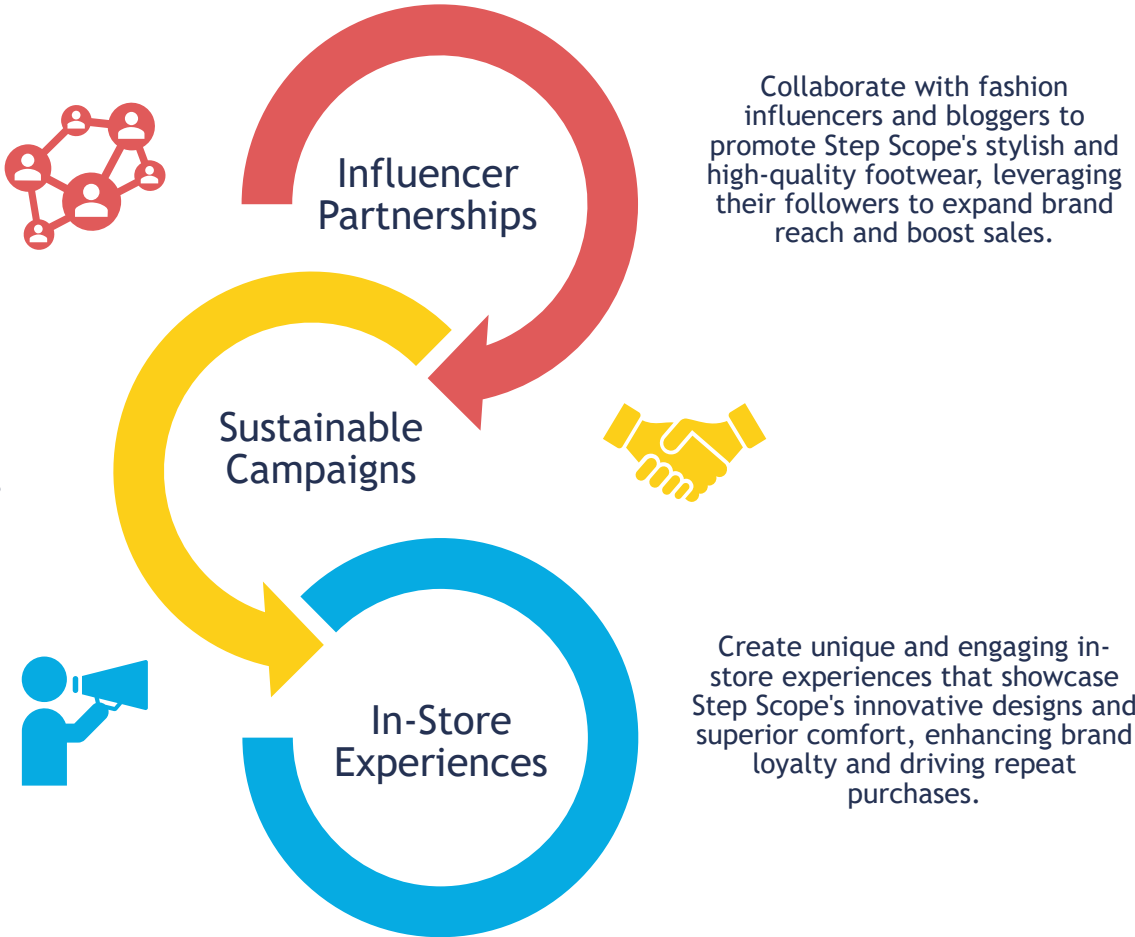 Influencer
Partnerships
Collaborate with fashion
influencers and bloggers to
promote Step Scope's stylish and
high-quality footwear, leveraging
their followers to expand brand
reach and boost sales.
Sustainable
Campaigns
In-Store
Experiences
Create unique and engaging in-
store experiences that showcase
Step Scope's innovative designs and
superior comfort, enhancing brand
loyalty and driving repeat
purchases.